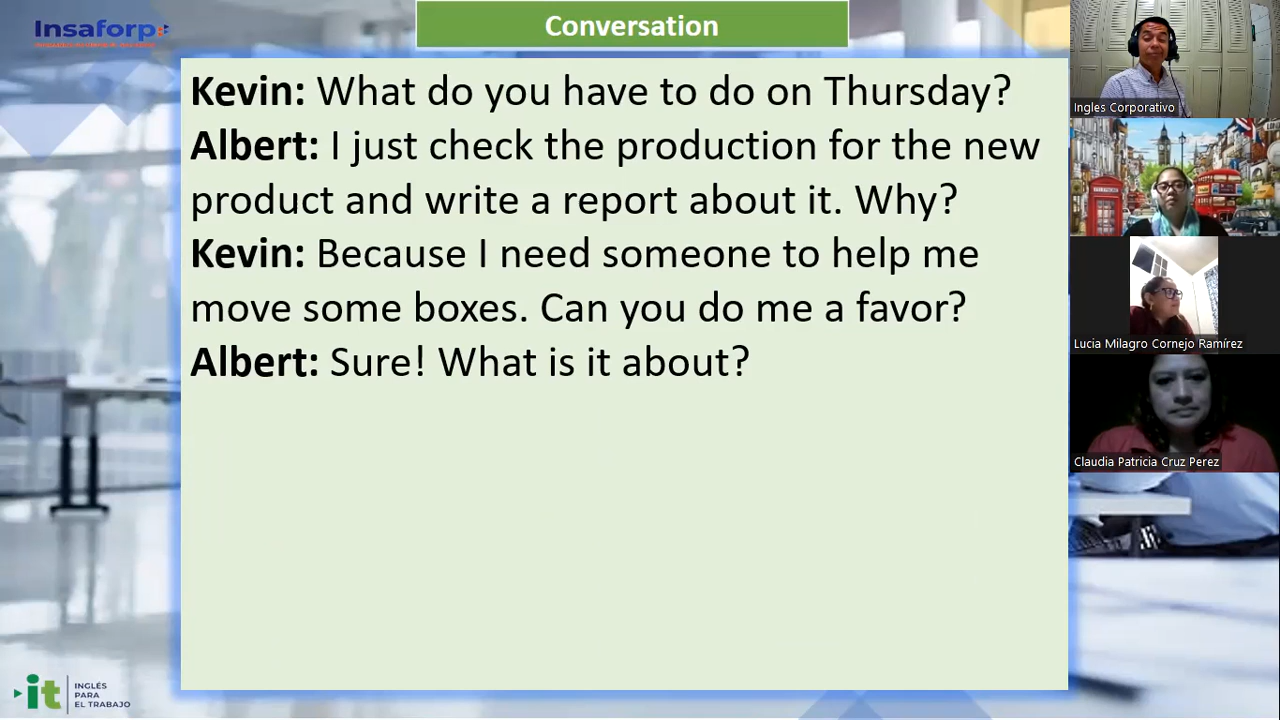 Insaforp
Conversation
Kevin: What do you have to do on Thursday?
Albert: I just check the production for the new
product and write a report about it. Why?
Kevin: Because I need someone to help me
move some boxes. Can you do me a favor?
Albert: Sure! What is it about?
Ingles Corporativo
Lucia Milagro Cornejo Ramírez
Claudia Patricia Cruz Perez
it
INGLÉS
PARA
EL TRABAJO